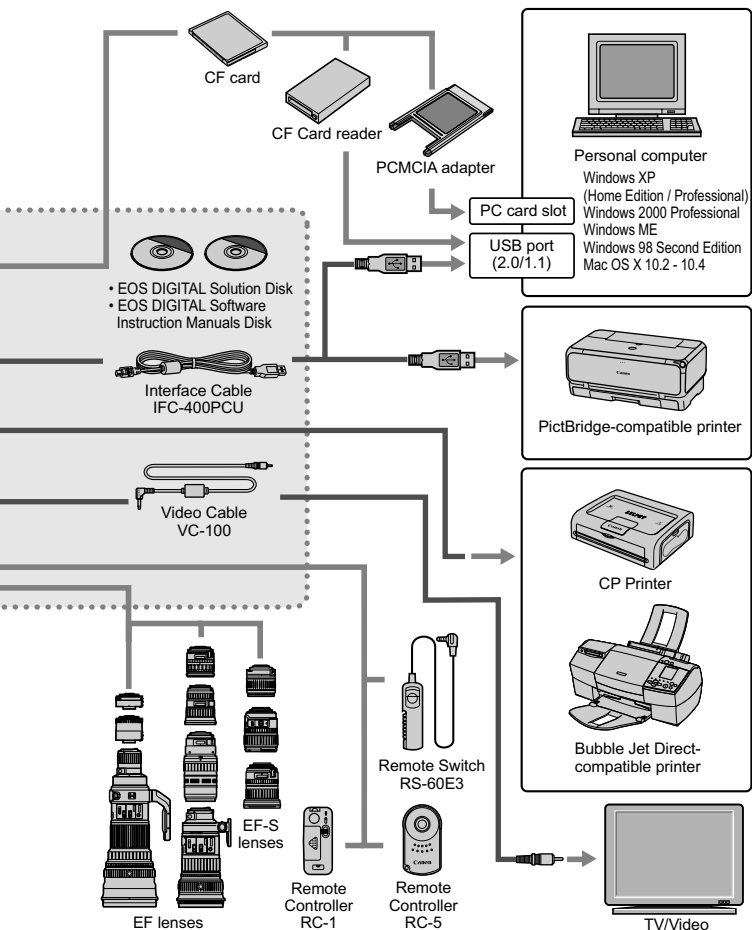 CF card
CF Card reader
PCMCIA adapter
Personal computer
Windows XP
(Home Edition / Professional)
Windows 2000 Professional
Windows ME
Windows 98 Second Edition
Mac OS X 10.2 - 10.4
PC card slot
USB port
(2.0/1.1)
• EOS DIGITAL Solution Disk
• EOS DIGITAL Software
Instruction Manuals Disk
Interface Cable
IFC-400PCU
Canon
PictBridge-compatible printer
Video Cable
VC-100
SELPHY
Canon
CP Printer
Bubble Jet Direct-
compatible printer
Remote Switch
RS-60E3
EF-S
lenses
EF lenses
Remote
Controller
RC-1
Canon
Remote
Controller
RC-5
TV/Video